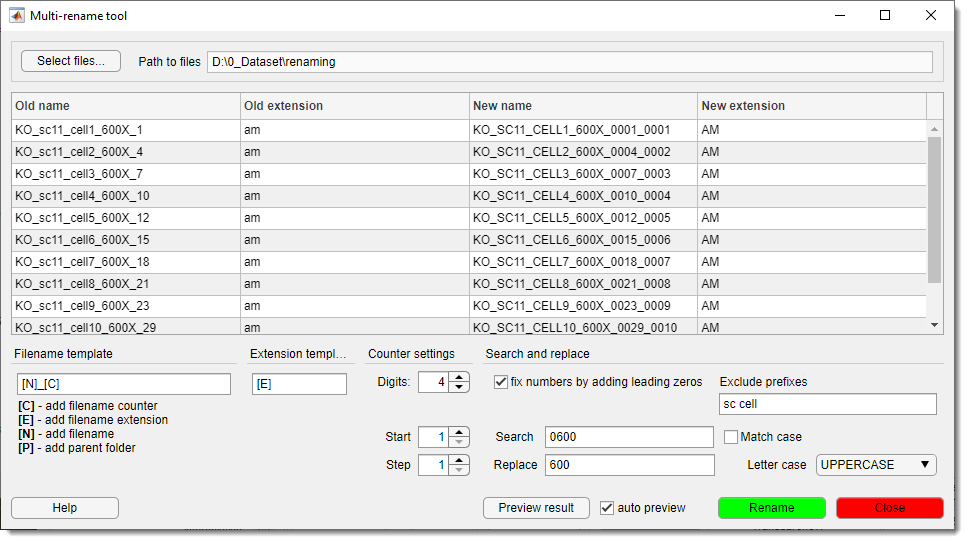 Multi-rename tool
Select files... Path to files D:\0_Dataset\renaming
Old name Old extension New name New extension
KO_sc11_cell1_600X_1 am KO_SC11_CELL1_600X_0001_0001 AM
KO_sc11_cell2_600X_4 am KO_SC11_CELL2_600X_0004_0002 AM
KO_sc11_cell3_600X_7 am KO_SC11_CELL3_600X_0007_0003 AM
KO_sc11_cell4_600X_10 am KO_SC11_CELL4_600X_0010_0004 AM
KO_sc11_cell5_600X_12 am KO_SC11_CELL5_600X_0012_0005 AM
KO_sc11_cell6_600X_15 am KO_SC11_CELL6_600X_0015_0006 AM
KO_sc11_cell7_600X_18 am KO_SC11_CELL7_600X_0018_0007 AM
KO_sc11_cell8_600X_21 am KO_SC11_CELL8_600X_0021_0008 AM
KO_sc11_cell9_600X_23 am KO_SC11_CELL9_600X_0023_0009 AM
KO_sc11_cell10_600X_29 am KO_SC11_CELL10_600X_0029_0010 AM
Filename template Extension templ... Counter settings Search and replace
[N]_[C] [E] Digits: 4 fix numbers by adding leading zeros Exclude prefixes
[C] - add filename counter sc cell
[E] - add filename extension
[N] - add filename Start 1 Search 0600 Match case
[P] - add parent folder
Step 1 Replace 600 Letter case UPPERCASE
Help Preview result auto preview Rename Close